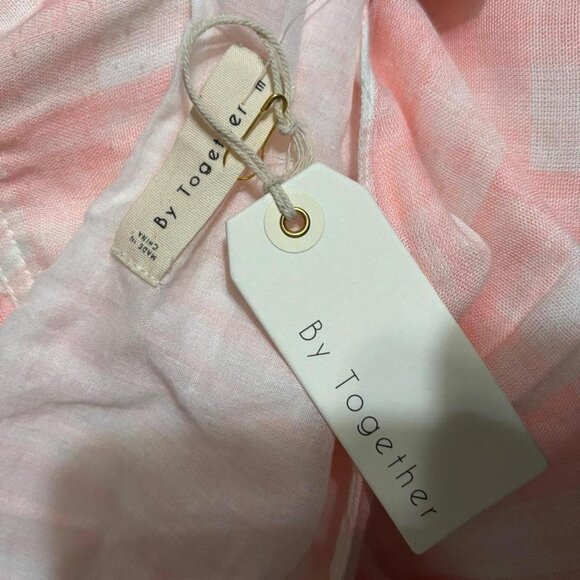 By Together
M
MADE IN
CHINA
By Together